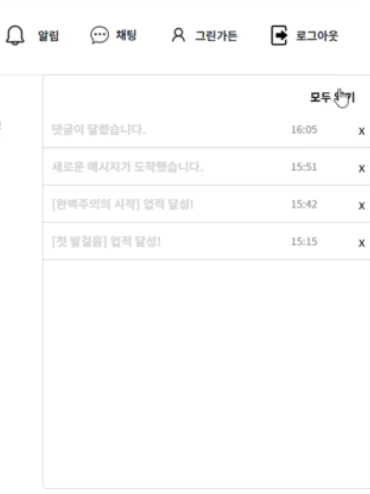 알림 채팅 그린가든 로그아웃
모두
댓글이 달렸습니다. 16:05 x
새로운 메시지가 도착했습니다. 15:51 x
[완벽주의의 시작] 업적 달성! 15:42 x
[첫 발걸음] 업적 달성! 15:15 x